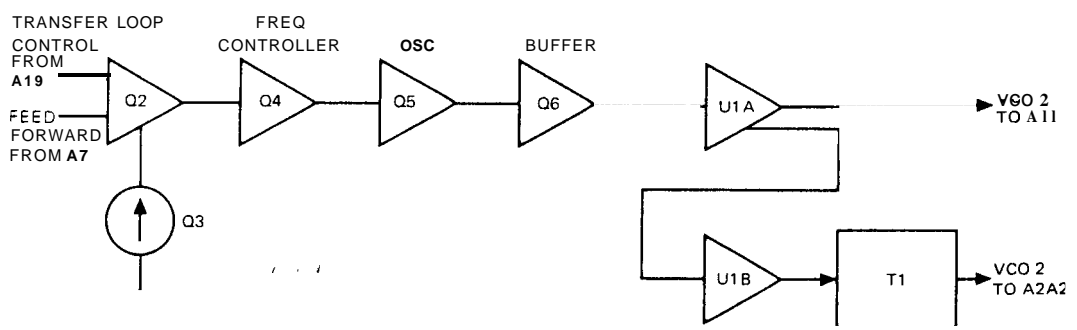 TRANSFER LOOP
CONTROL
FROM
A19
FEED
FORWARD
FROM A7
Q2
Q3
FREQ
CONTROLLER
Q4
OSC
Q5
BUFFER
Q6
U1A
VCO 2
TO A11
U1B
T1
VCO 2
TO A2A2